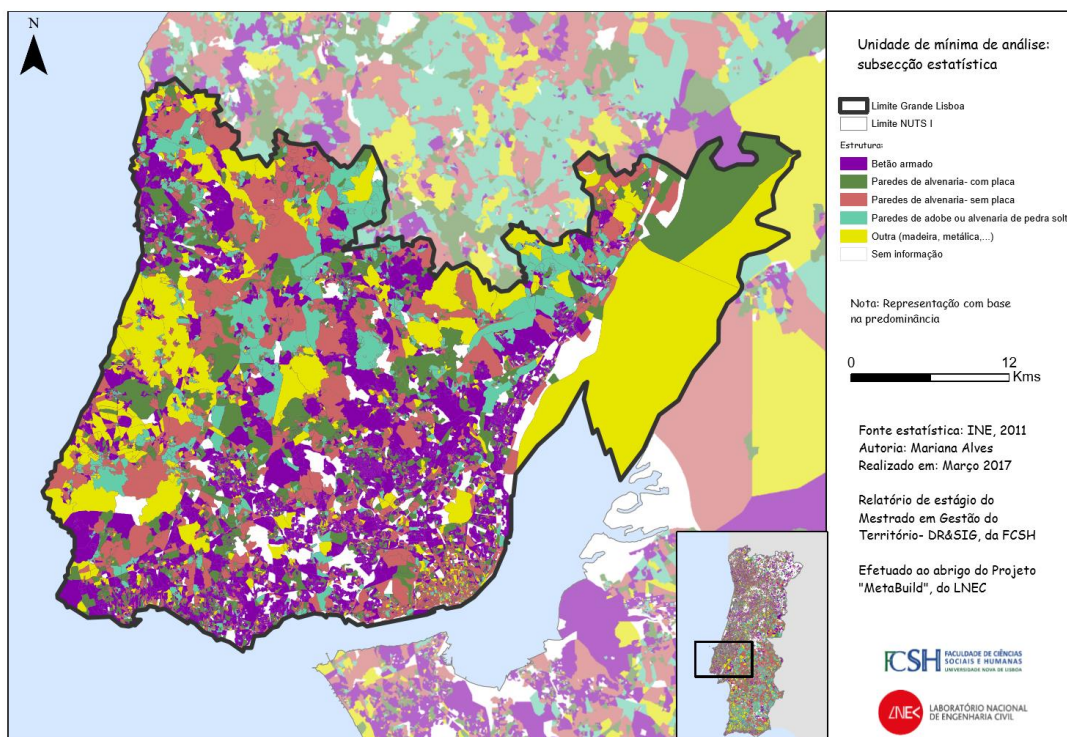 N
Unidade de mínima de análise:
subsecção estatística
Limite Grande Lisboa
Limite NUTS I
Estrutura:
Betão armado
Paredes de alvenaria- com placa
Paredes de alvenaria- sem placa
Paredes de adobe ou alvenaria de pedra solt
Outra (madeira, metálica,...)
Sem informação
Nota: Representação com base
na predominância
0 12
Kms
Fonte estatística: INE, 2011
Autoria: Mariana Alves
Realizado em: Março 2017
Relatório de estágio do
Mestrado em Gestão do
Território- DR&SIG, da FCSH
Efetuado ao abrigo do Projeto
"MetaBuild", do LNEC
FCSH FACULDADE DE CIÊNCIAS
SOCIAIS E HUMANAS
UNIVERSIDADE NOVA DE LISBOA
LNEC LABORATÓRIO NACIONAL
DE ENGENHARIA CIVIL